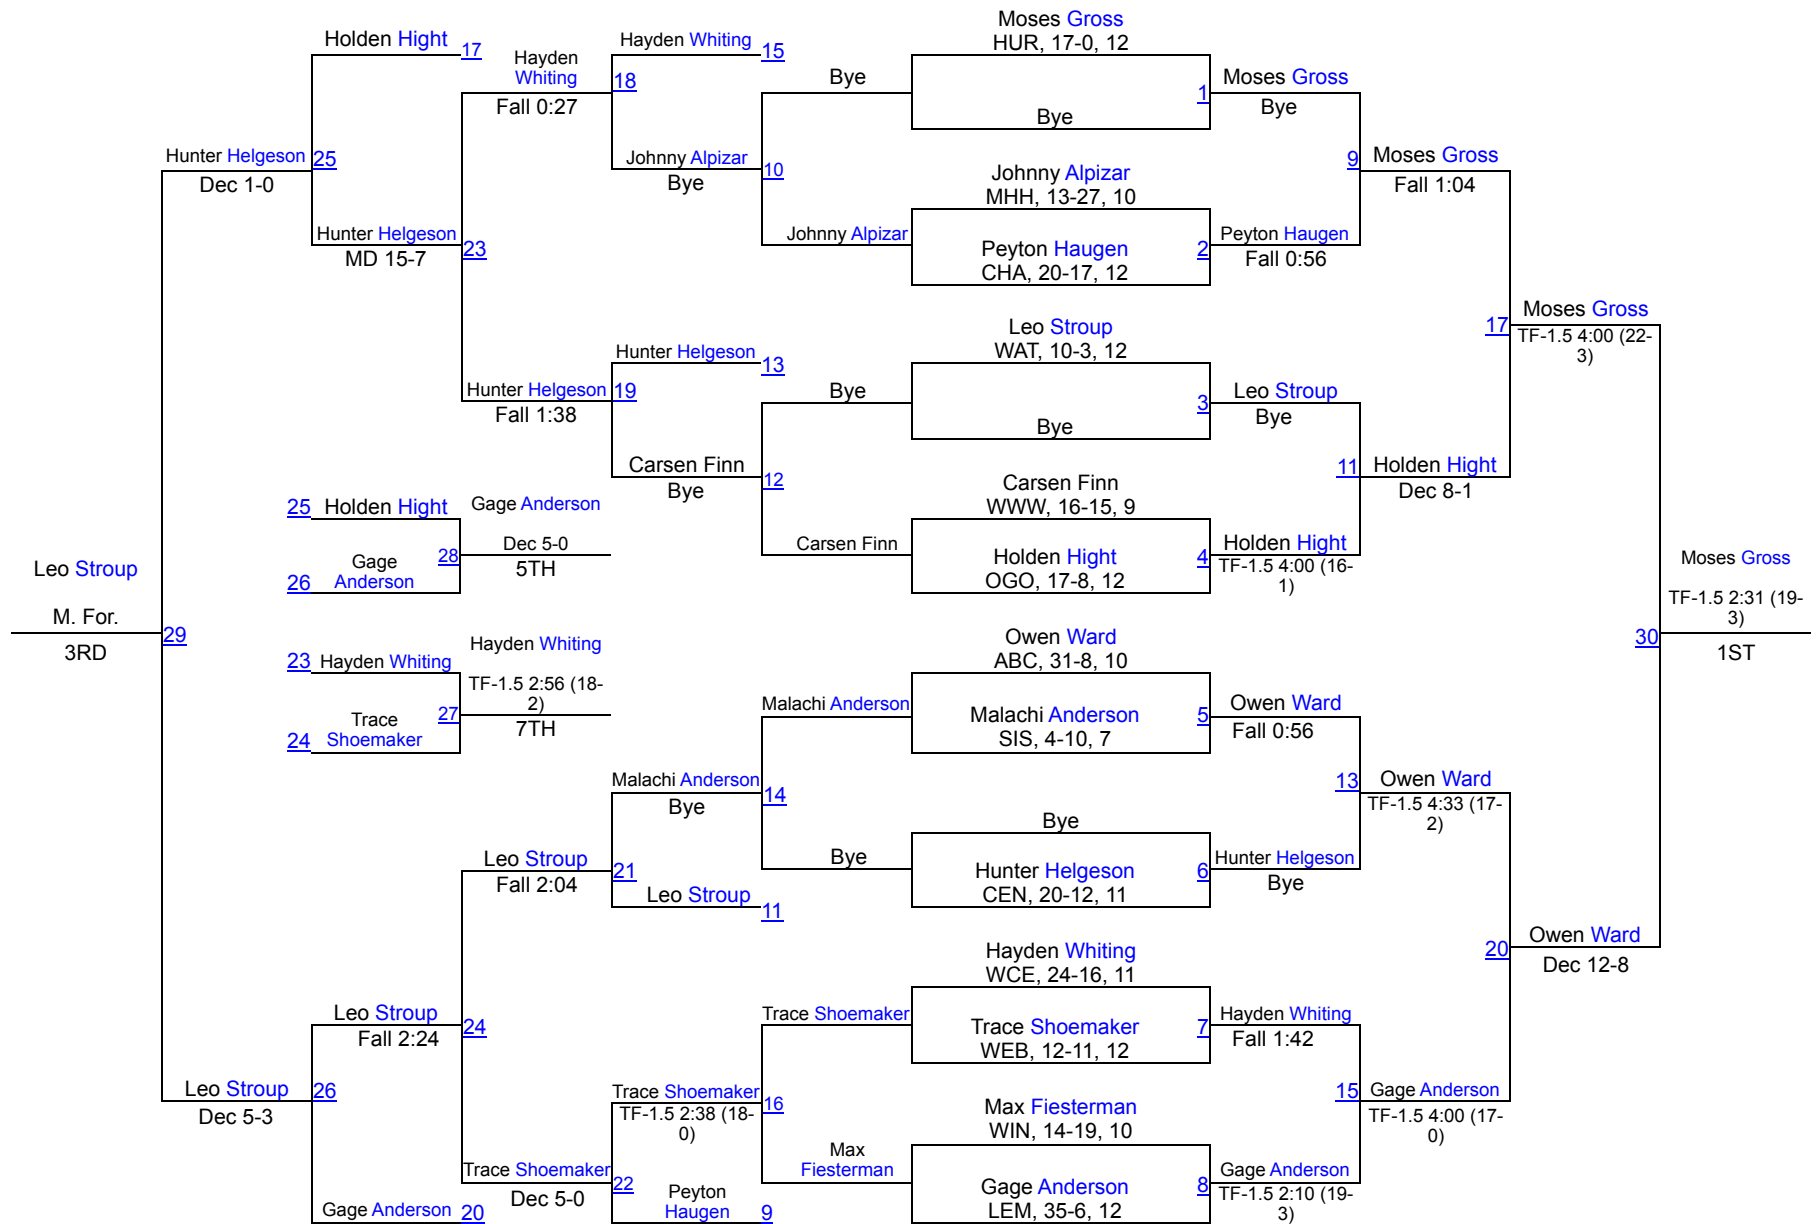 Holden Hight
17
Hunter Helgeson
Dec 1-0
25
Hunter Helgeson
MD 15-7
23
Hayden
Whiting
Fall 0:27
18
Hayden Whiting
15
Johnny Alpizar
Bye
10
Bye
Johnny Alpizar
Hunter Helgeson
Fall 1:38
19
Hunter Helgeson
13
Carsen Finn
Bye
12
Bye
Carsen Finn
Moses Gross
HUR, 17-0, 12
Bye
1
Moses Gross
Bye
Johnny Alpizar
MHH, 13-27, 10
Peyton Haugen
CHA, 20-17, 12
2
Peyton Haugen
Fall 0:56
9
Moses Gross
Fall 1:04
Leo Stroup
WAT, 10-3, 12
Bye
3
Leo Stroup
Bye
Carsen Finn
WWW, 16-15, 9
Holden Hight
OGO, 17-8, 12
4
Holden Hight
TF-1.5 4:00 (16-
1)
11
Holden Hight
Dec 8-1
17
Moses Gross
TF-1.5 4:00 (22-
3)
25
Holden Hight
26
Gage
Anderson
28
Gage Anderson
Dec 5-0
5TH
Leo Stroup
M. For.
3RD
29
23
Hayden Whiting
24
Trace
Shoemaker
27
Hayden Whiting
TF-1.5 2:56 (18-
2)
7TH
Moses Gross
TF-1.5 2:31 (19-
3)
30
1ST
Owen Ward
ABC, 31-8, 10
Malachi Anderson
SIS, 4-10, 7
5
Owen Ward
Fall 0:56
Bye
Hunter Helgeson
CEN, 20-12, 11
6
Hunter Helgeson
Bye
13
Owen Ward
TF-1.5 4:33 (17-
2)
Malachi Anderson
Malachi Anderson
Bye
14
Bye
Leo Stroup
Fall 2:04
21
Leo Stroup
11
Hayden Whiting
WCE, 24-16, 11
Trace Shoemaker
WEB, 12-11, 12
7
Hayden Whiting
Fall 1:42
Max Fiesterman
WIN, 14-19, 10
Gage Anderson
LEM, 35-6, 12
8
Gage Anderson
TF-1.5 2:10 (19-
3)
15
Gage Anderson
TF-1.5 4:00 (17-
0)
20
Owen Ward
Dec 12-8
Leo Stroup
Fall 2:24
24
Leo Stroup
Dec 5-3
26
Trace Shoemaker
Trace Shoemaker
TF-1.5 2:38 (18-
0)
16
Max
Fiesterman
Trace Shoemaker
Dec 5-0
22
Peyton
Haugen
9
Gage Anderson
20